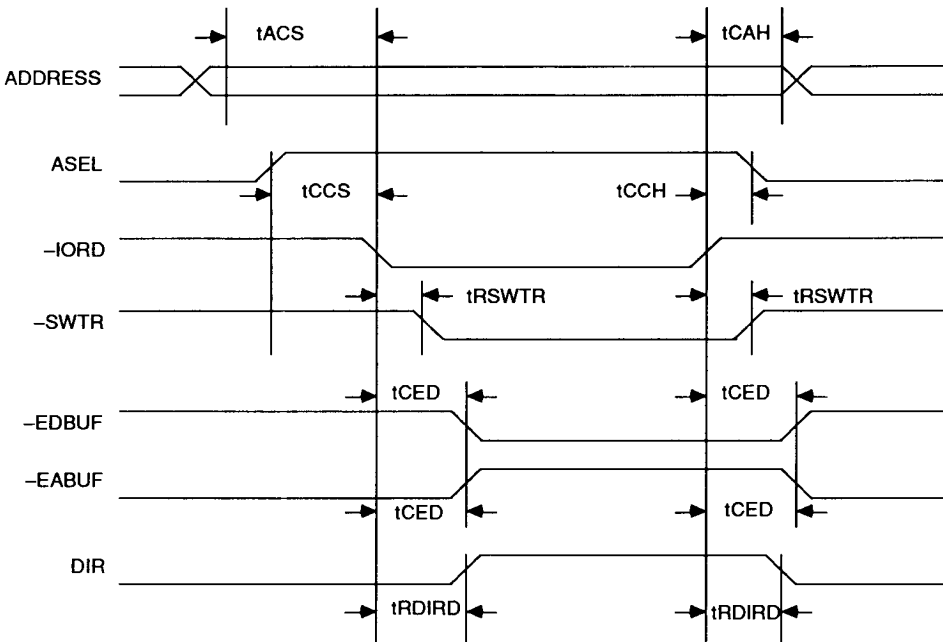 tACS
tCAH
ADDRESS
ASEL
tCCS
tCCH
–IORD
tRSWTR
tRSWTR
–SWTR
tCED
tCED
–EDBUF
–EABUF
tCED
tCED
DIR
tRDIRD
tRDIRD